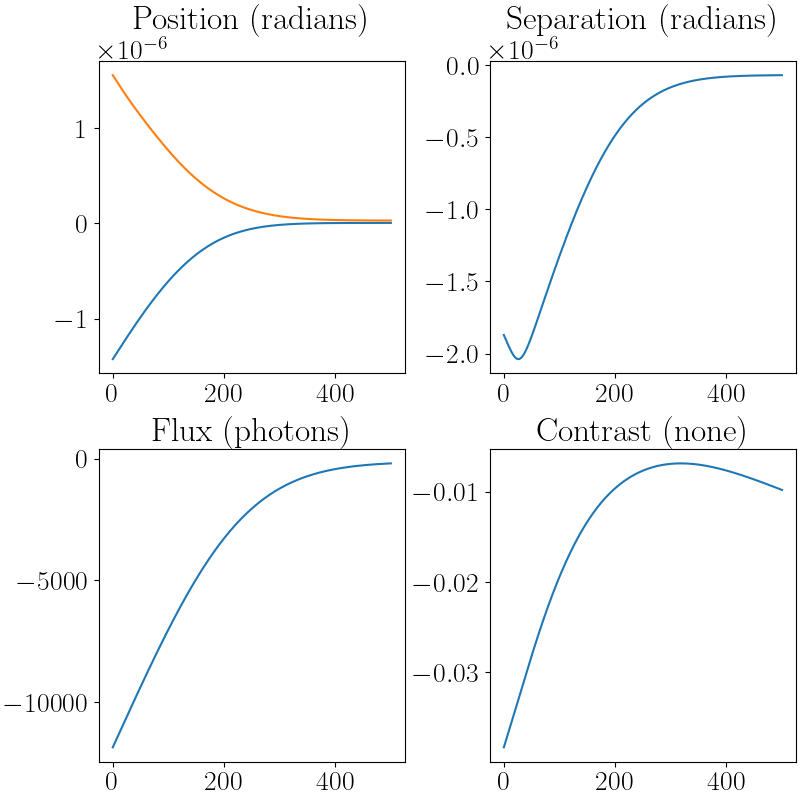 Position (radians)
×10⁻⁶
1
0
−1
0 200 400
Separation (radians)
×10⁻⁶
0.0
−0.5
−1.0
−1.5
−2.0
0 200 400
Flux (photons)
0
−5000
−10000
0 200 400
Contrast (none)
−0.01
−0.02
−0.03
0 200 400